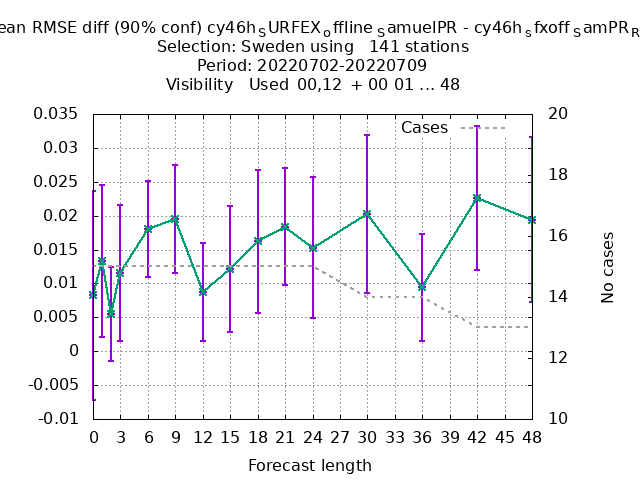 ean RMSE diff (90% conf) cy46h_SURFEX_offline_SamuelPR - cy46h_sfxoff_SamPR_R
Selection: Sweden using   141 stations
Period: 20220702-20220709
Visibility   Used 00,12  + 00 01 ... 48
Cases
0.035
0.03
0.025
0.02
0.015
0.01
0.005
0
-0.005
-0.01
20
18
16
14
12
10
No cases
0 3 6 9 12 15 18 21 24 27 30 33 36 39 42 45 48
Forecast length